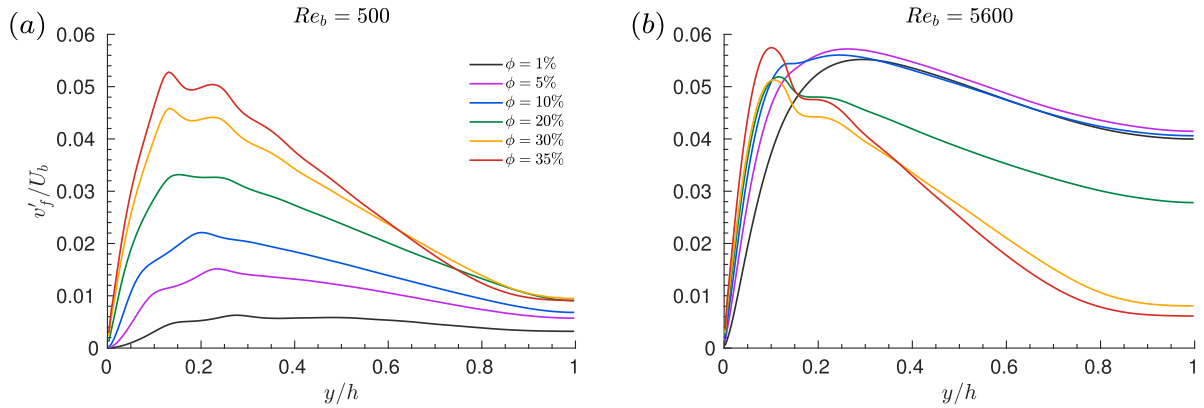 (a)
Re_b = 500
v'_f/U_b
0.06
0.05
0.04
0.03
0.02
0.01
0
ϕ = 1%
ϕ = 5%
ϕ = 10%
ϕ = 20%
ϕ = 30%
ϕ = 35%
0 0.2 0.4 0.6 0.8 1
y/h
(b)
Re_b = 5600
0.06
0.05
0.04
0.03
0.02
0.01
0
0 0.2 0.4 0.6 0.8 1
y/h